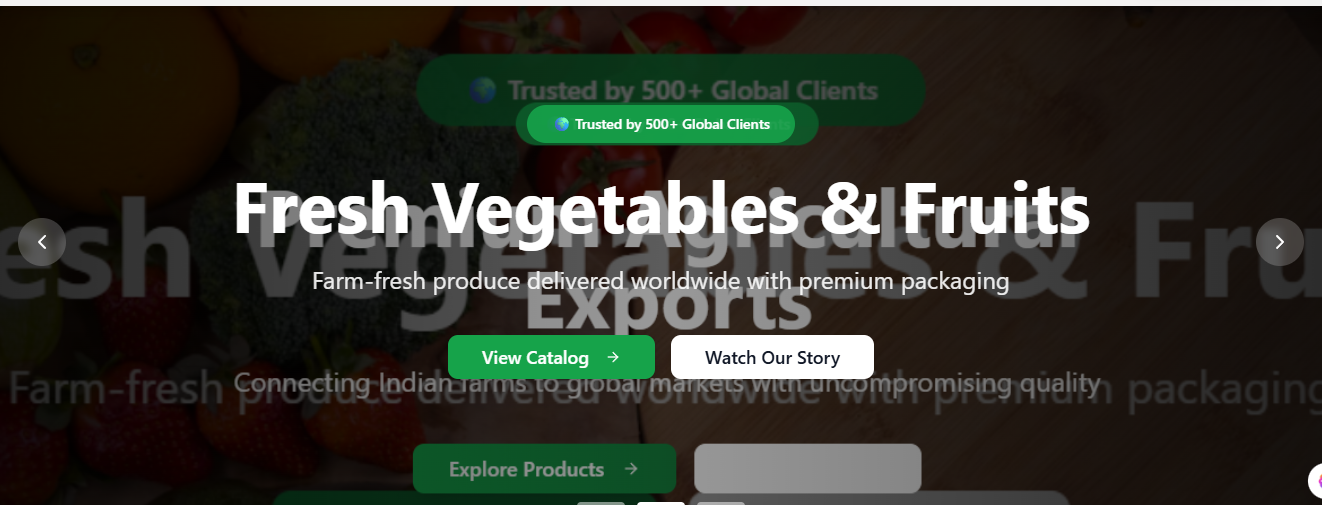 🌍 Trusted by 500+ Global Clients
🌍 Trusted by 500+ Global Clients
Fresh Vegetables & Fruits
Premium Agricultural
esh Vegetables & Fru
Farm-fresh produce delivered worldwide with premium packaging
Exports
View Catalog →
Watch Our Story
Connecting Indian farms to global markets with uncompromising quality
Farm-fresh produce delivered worldwide with premium packaging
Explore Products →